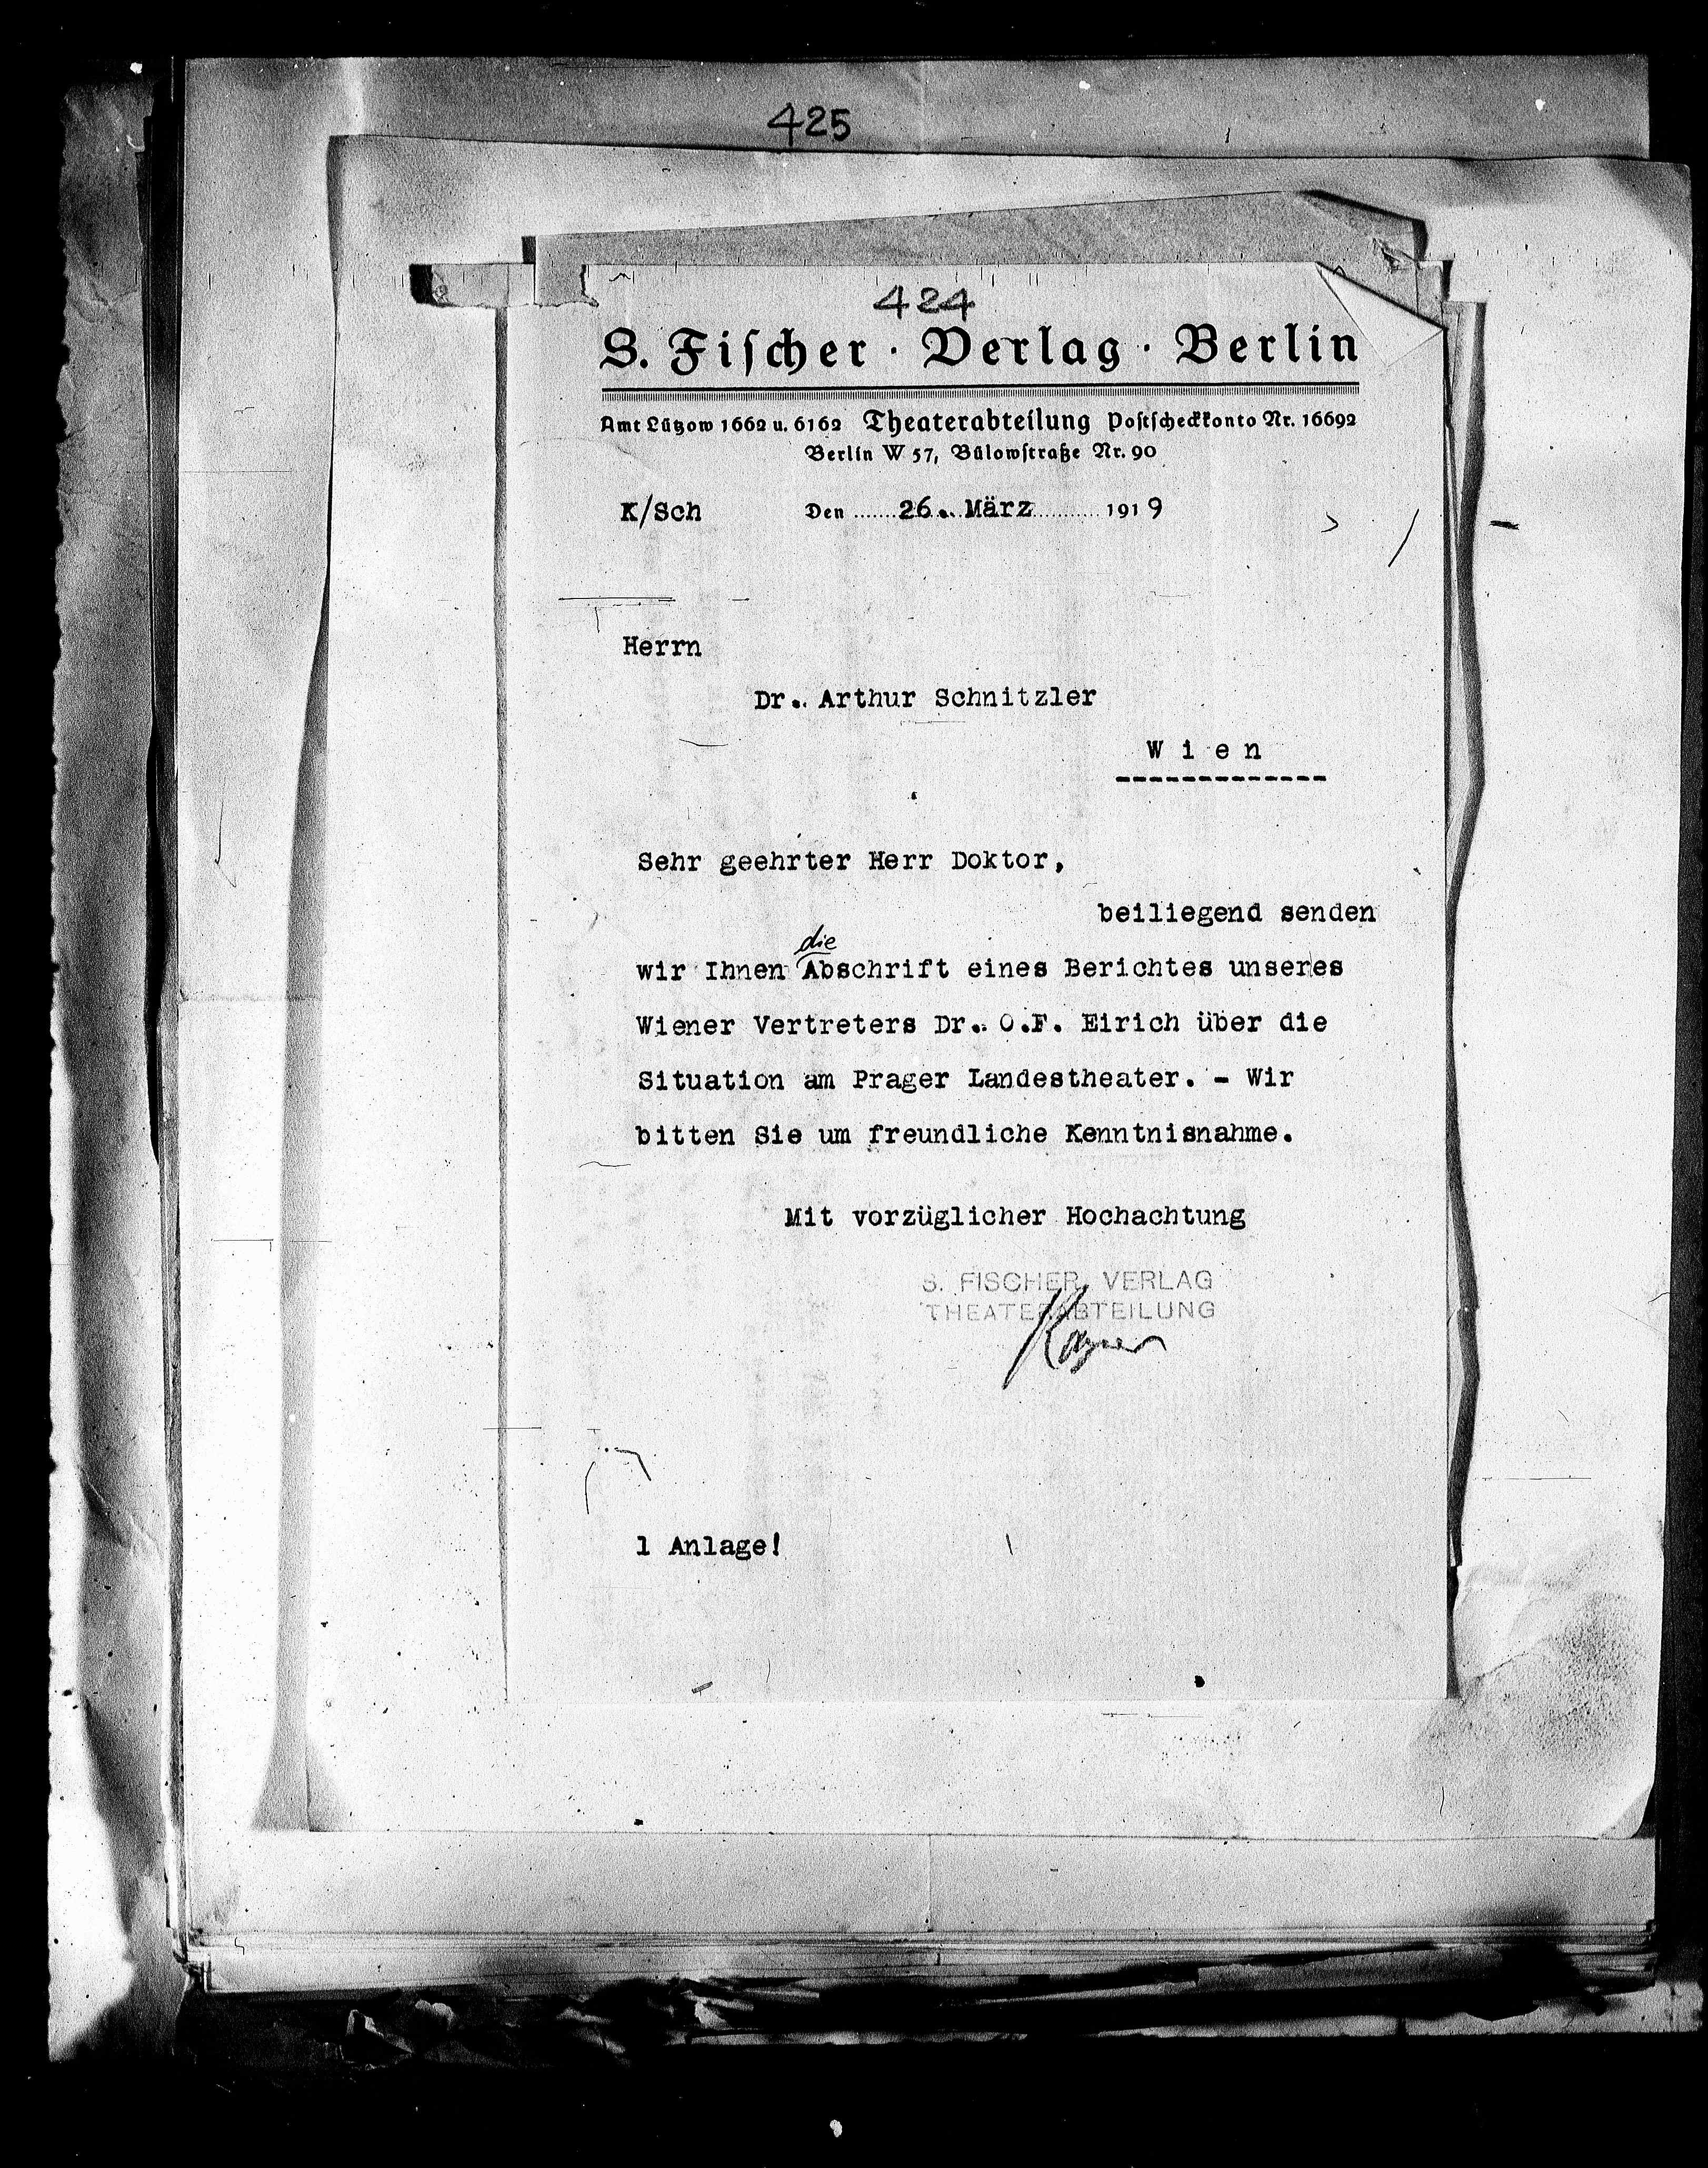 425
424
S. Fischer · Verlag · Berlin
Amt Lützow 1662 u. 6162 Theaterabteilung Postscheckkonto Nr. 16692
Berlin W 57, Bülowstraße Nr. 90
K/Sch Den 26. März 1919
Herrn
Dr. Arthur Schnitzler
W i e n
Sehr geehrter Herr Doktor,
beiliegend senden
die
wir Ihnen Abschrift eines Berichtes unseres
Wiener Vertreters Dr. O.F. Eirich über die
Situation am Prager Landestheater. - Wir
bitten Sie um freundliche Kenntnisnahme.
Mit vorzüglicher Hochachtung
S. FISCHER, VERLAG
THEATERABTEILUNG
1 Anlage!